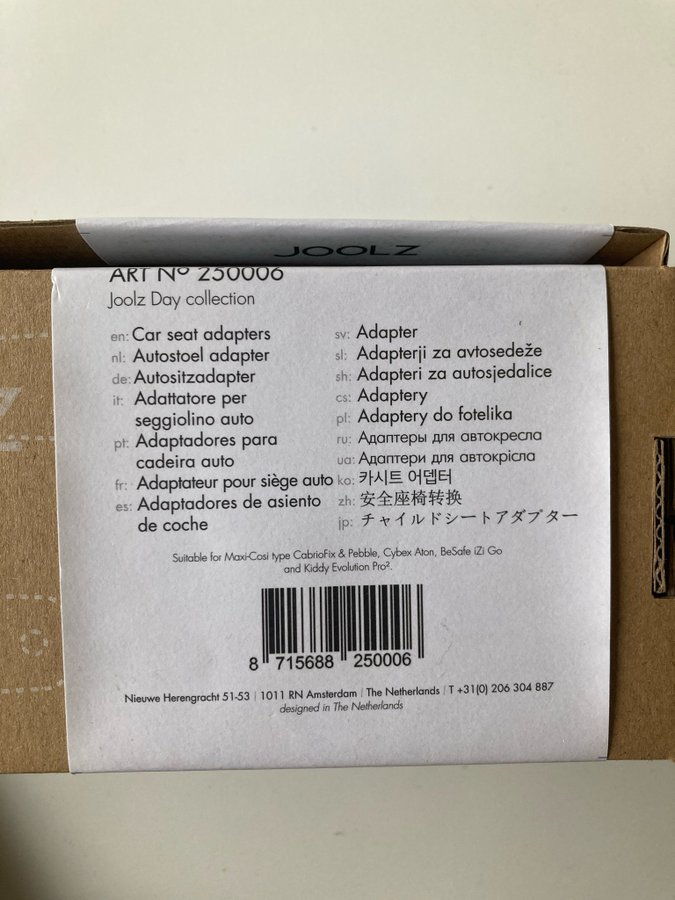 JOOLZ
ART Nº 250006
Joolz Day collection
en: Car seat adapters
nl: Autostoel adapter
de: Autositzadapter
it: Adattatore per
seggiolino auto
pt: Adaptadores para
cadeira auto
fr: Adaptateur pour siège auto
es: Adaptadores de asiento
de coche
sv: Adapter
sl: Adapterji za avtosedeže
sh: Adapteri za autosjedalice
cs: Adaptery
pl: Adaptery do fotelika
ru: Адаптеры для автокресла
ua: Адаптери для автокрісла
ko: 카시트 어뎁터
zh: 安全座椅转换
jp: チャイルドシートアダプター
Suitable for Maxi-Cosi type CabrioFix & Pebble, Cybex Aton, BeSafe iZi Go
and Kiddy Evolution Pro².
8 715688 250006
Nieuwe Herengracht 51-53 | 1011 RN Amsterdam | The Netherlands | T +31(0) 206 304 887
designed in The Netherlands